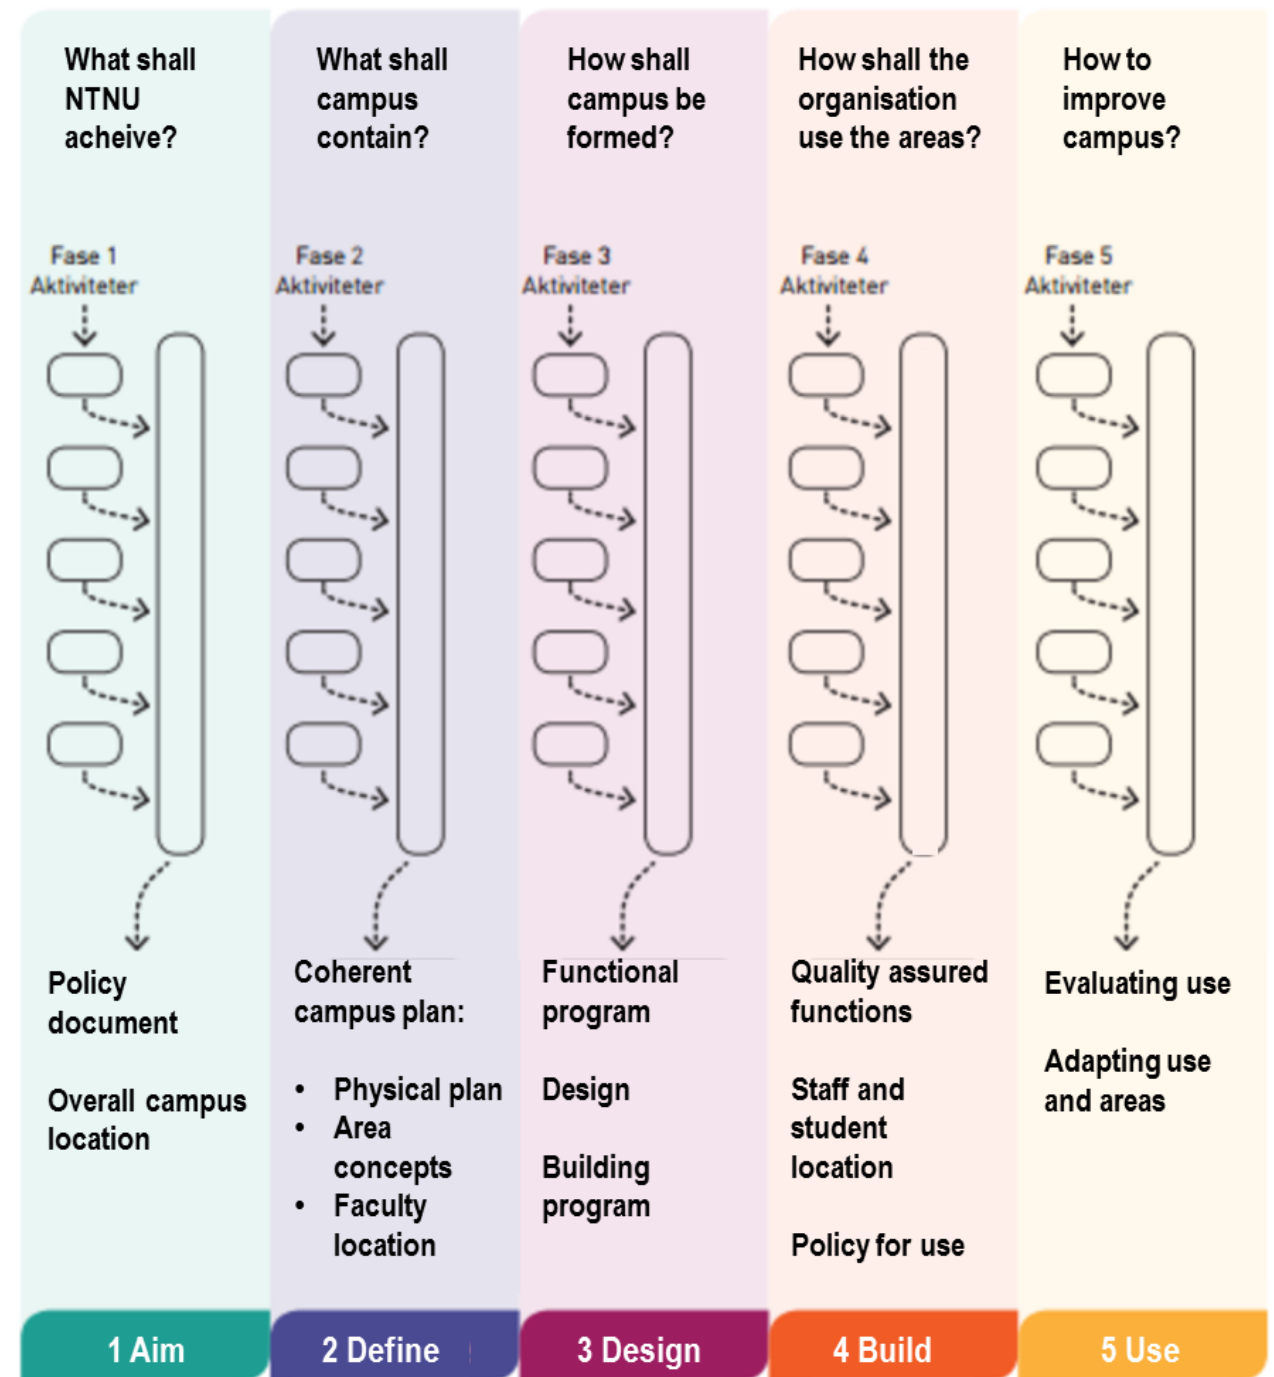 What shall
NTNU
acheive?
Fase 1
Aktiviteter
Policy
document
Overall campus
location
1 Aim
What shall
campus
contain?
Fase 2
Aktiviteter
Coherent
campus plan:
• Physical plan
• Area
concepts
• Faculty
location
2 Define
How shall
campus be
formed?
Fase 3
Aktiviteter
Functional
program
Design
Building
program
3 Design
How shall the
organisation
use the areas?
Fase 4
Aktiviteter
Quality assured
functions
Staff and
student
location
Policy for use
4 Build
How to
improve
campus?
Fase 5
Aktiviteter
Evaluating use
Adapting use
and areas
5 Use